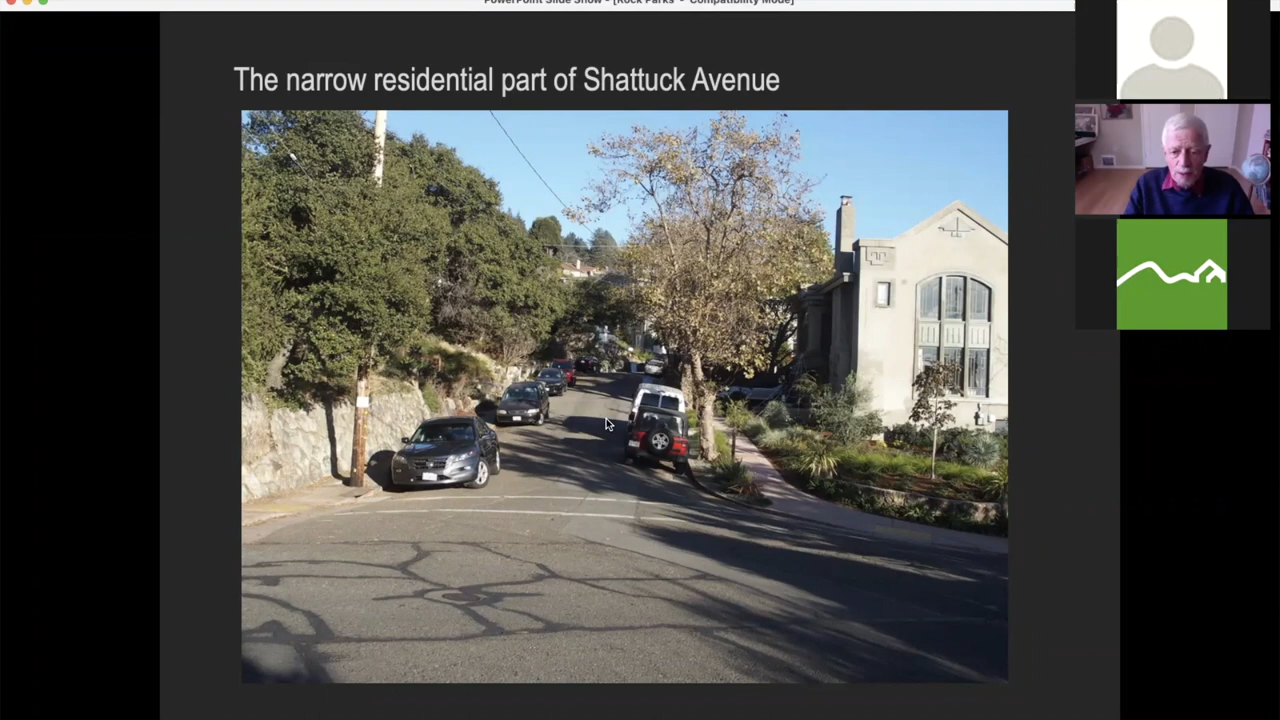 PowerPoint Slide Show - [Rock Parks - Compatibility Mode]
The narrow residential part of Shattuck Avenue